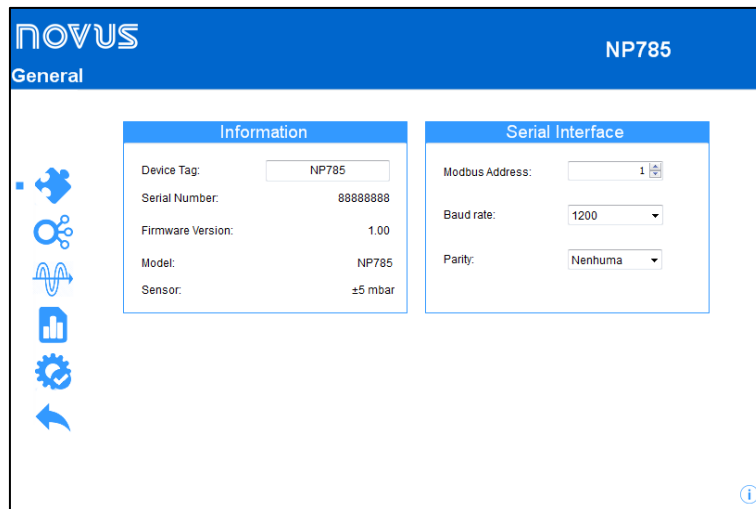 NOVUS
NP785
General
Information
Device Tag: NP785
Serial Number: 88888888
Firmware Version: 1.00
Model: NP785
Sensor: ±5 mbar
Serial Interface
Modbus Address: 1
Baud rate: 1200
Parity: Nenhuma
i